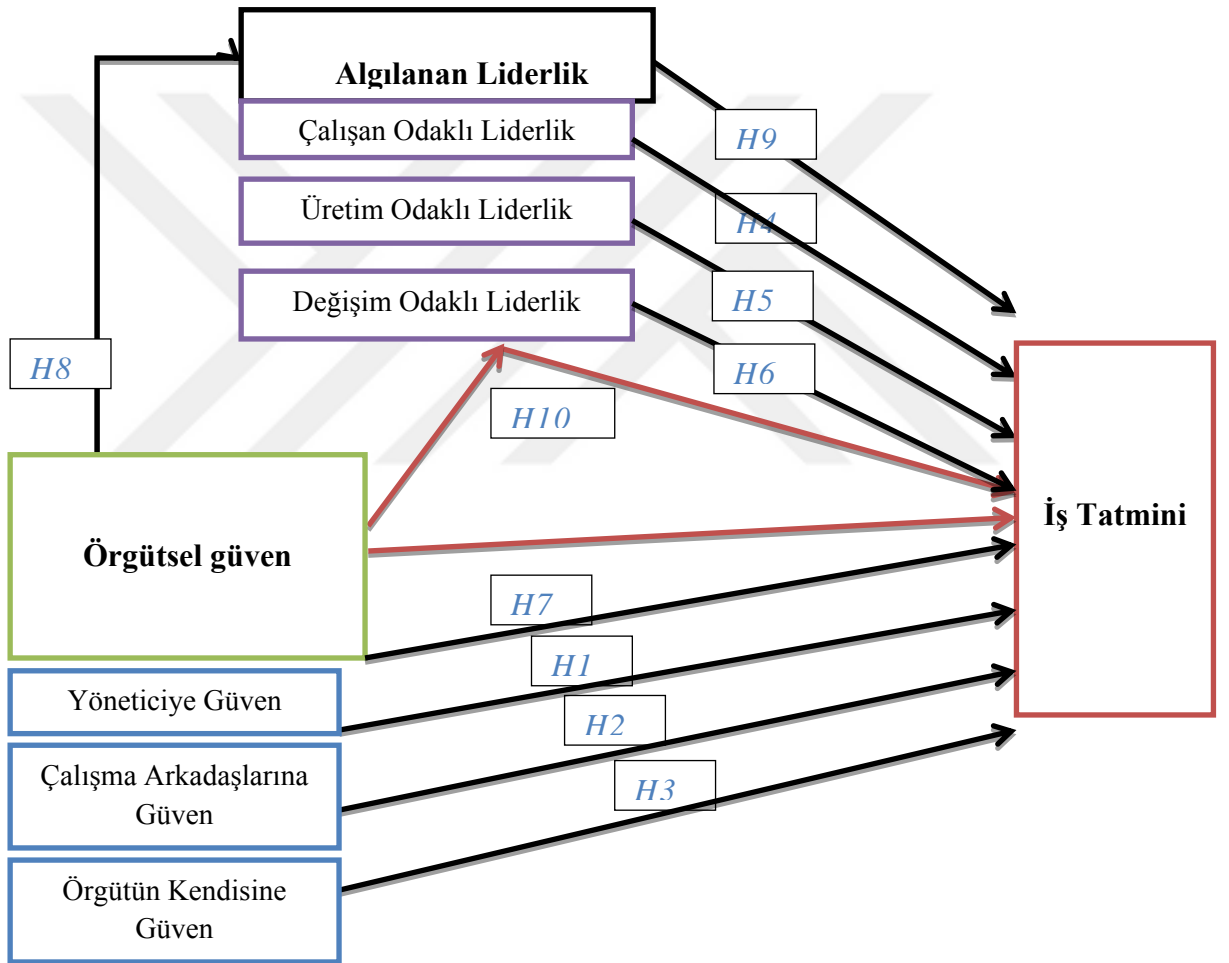 Algılanan Liderlik
Çalışan Odaklı Liderlik
H9
Üretim Odaklı Liderlik
H4
Değişim Odaklı Liderlik
H5
H8
H6
H10
Örgütsel güven
İş Tatmini
H7
H1
Yöneticiye Güven
H2
Çalışma Arkadaşlarına
Güven
H3
Örgütün Kendisine
Güven